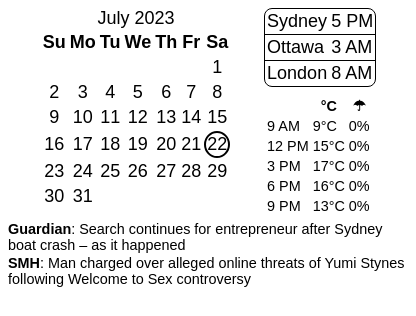 July 2023
Su Mo Tu We Th Fr Sa
1
2 3 4 5 6 7 8
9 10 11 12 13 14 15
16 17 18 19 20 21 22
23 24 25 26 27 28 29
30 31
Sydney 5 PM
Ottawa 3 AM
London 8 AM
°C ☂
9 AM 9°C 0%
12 PM 15°C 0%
3 PM 17°C 0%
6 PM 16°C 0%
9 PM 13°C 0%
Guardian: Search continues for entrepreneur after Sydney
boat crash – as it happened
SMH: Man charged over alleged online threats of Yumi Stynes
following Welcome to Sex controversy